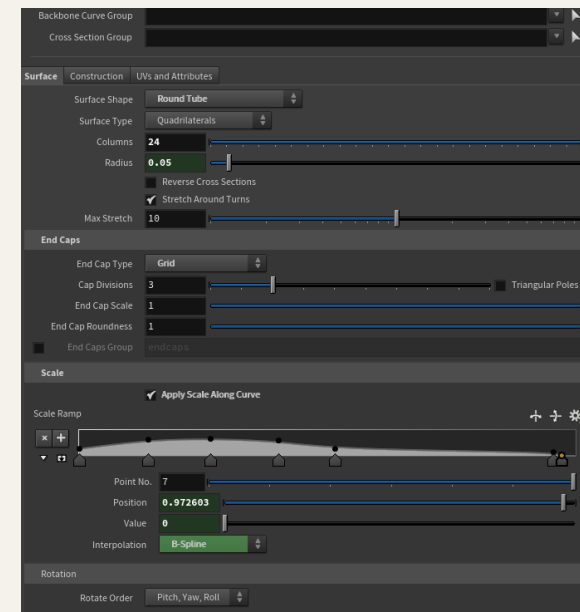 Backbone Curve Group
Cross Section Group
Surface Construction UVs and Attributes
Surface Shape Round Tube
Surface Type Quadrilaterals
Columns 24
Radius 0.05
Reverse Cross Sections
Stretch Around Turns
Max Stretch 10
End Caps
End Cap Type Grid
Cap Divisions 3 Triangular Poles
End Cap Scale 1
End Cap Roundness 1
End Caps Group endcaps
Scale
Apply Scale Along Curve
Scale Ramp
Point No. 7
Position 0.972603
Value 0
Interpolation B-Spline
Rotation
Rotate Order Pitch, Yaw, Roll